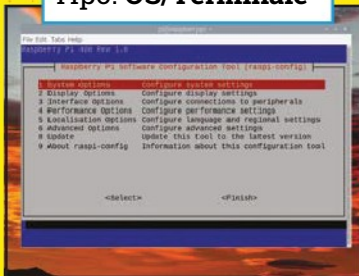 Tipo: OS/Terminale
pi@raspberrypi: ~
File Edit Tabs Help
Raspberry Pi 400 Rev 1.0
Raspberry Pi Software Configuration Tool (raspi-config)
1 System Options Configure system settings
2 Display Options Configure display settings
3 Interface Options Configure connections to peripherals
4 Performance Options Configure performance settings
5 Localisation Options Configure language and regional settings
6 Advanced Options Configure advanced settings
8 Update Update this tool to the latest version
9 About raspi-config Information about this configuration tool
<Select> <Finish>